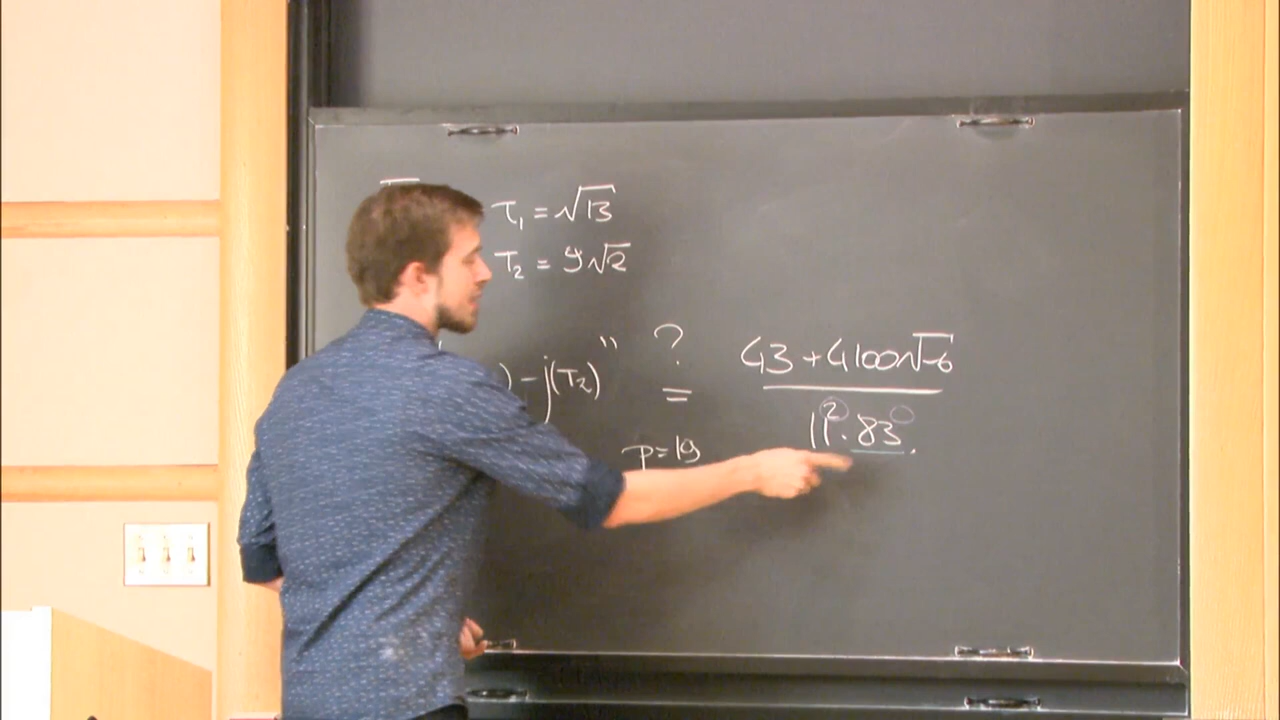 τ₁ = √13
τ₂ = 9√2
) - j(τ₂)" ?= (43 + 4100√-6) / (11² · 83.)
p = 19